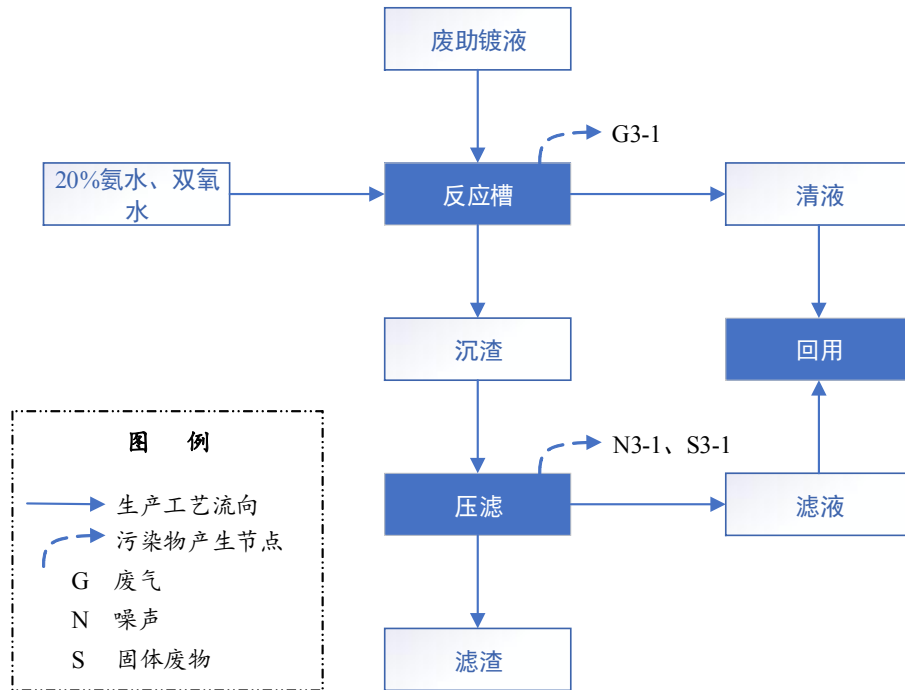 废助镀液
G3-1
20%氨水、双氧
水
反应槽
清液
沉渣
回用
图 例
生产工艺流向
污染物产生节点
G 废气
N 噪声
S 固体废物
N3-1、S3-1
压滤
滤液
滤渣